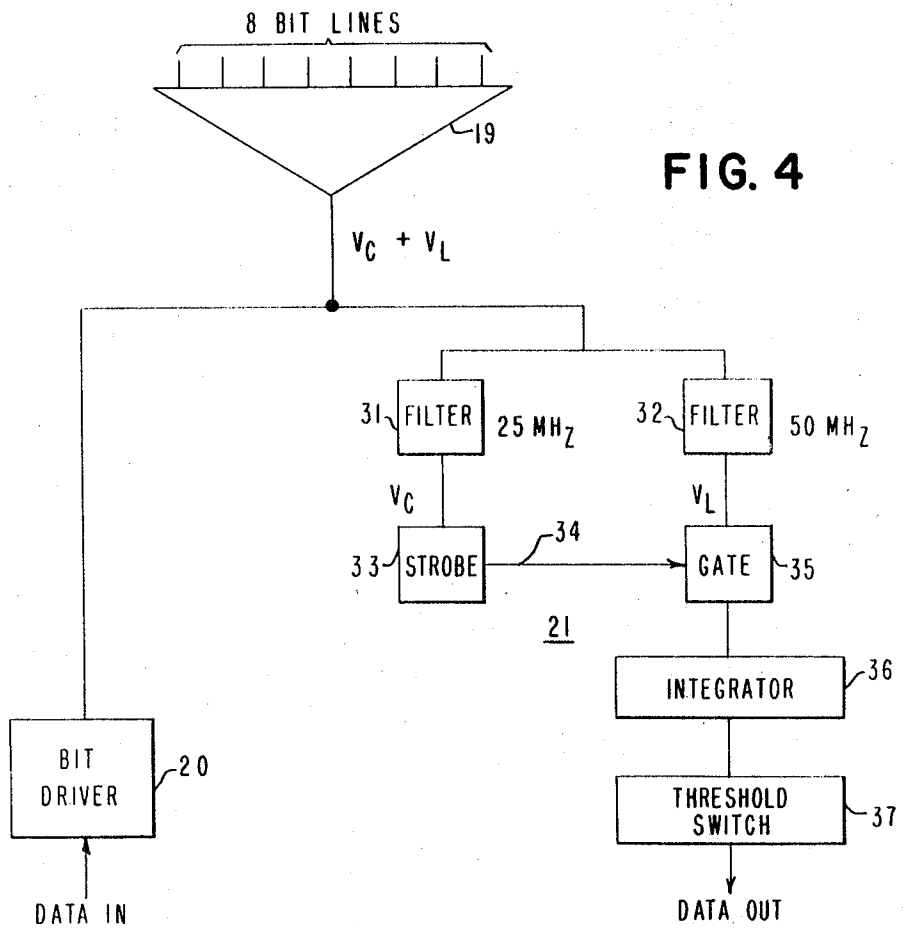 8 BIT LINES
19
FIG. 4
V_C + V_L
31 FILTER 25 MH_Z
32 FILTER 50 MH_Z
V_C
V_L
34
33 STROBE
GATE 35
21
INTEGRATOR 36
BIT DRIVER 20
THRESHOLD SWITCH 37
DATA IN
DATA OUT